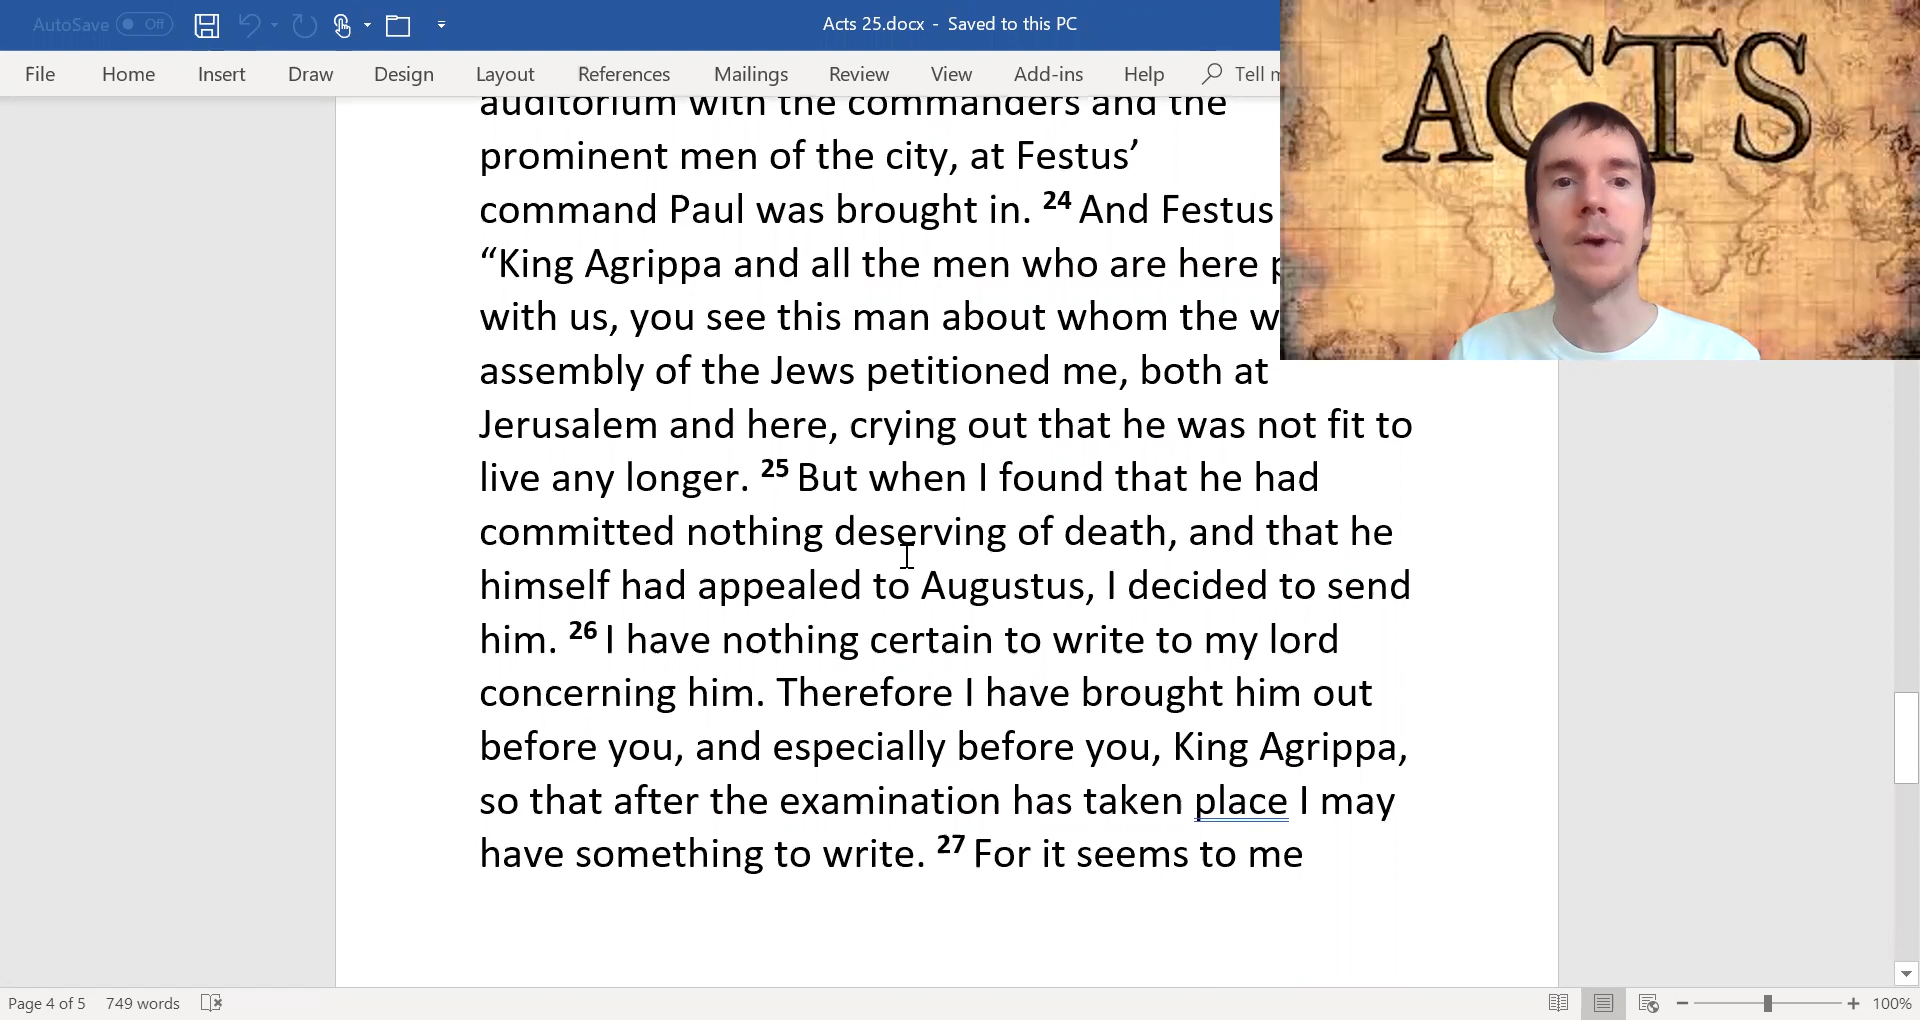 AutoSave Off
Acts 25.docx - Saved to this PC
File Home Insert Draw Design Layout References Mailings Review View Add-ins Help Tell
ACTS
auditorium with the commanders and the
prominent men of the city, at Festus’
command Paul was brought in. 24 And Festus
“King Agrippa and all the men who are here
with us, you see this man about whom the
assembly of the Jews petitioned me, both at
Jerusalem and here, crying out that he was not fit to
live any longer. 25 But when I found that he had
committed nothing deserving of death, and that he
himself had appealed to Augustus, I decided to send
him. 26 I have nothing certain to write to my lord
concerning him. Therefore I have brought him out
before you, and especially before you, King Agrippa,
so that after the examination has taken place I may
have something to write. 27 For it seems to me
Page 4 of 5 749 words 100%